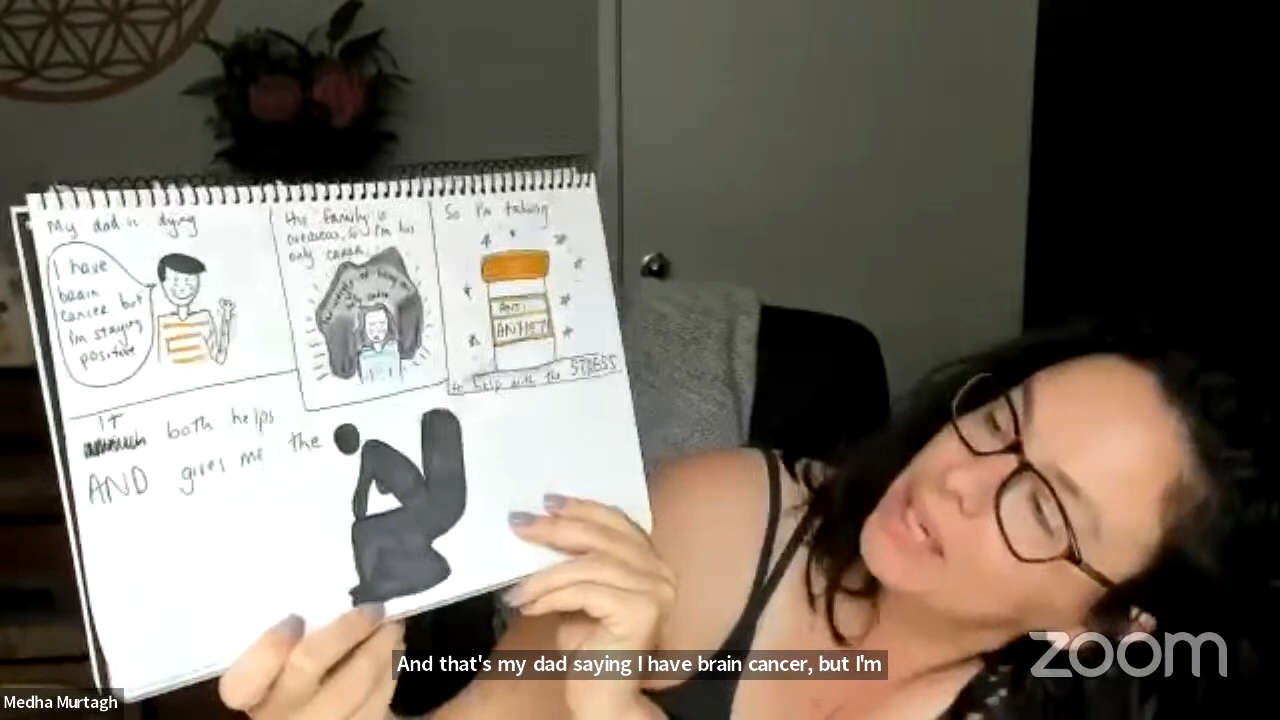 My dad is dying
I have
brain
cancer but
I'm staying
positive
His family is
overseas, so I'm his
only carer
So I'm taking
ANTI
ANXIETY
to help with the STRESS
IT
both helps
AND gives me the
And that's my dad saying I have brain cancer, but I'm
Medha Murtagh
zoom